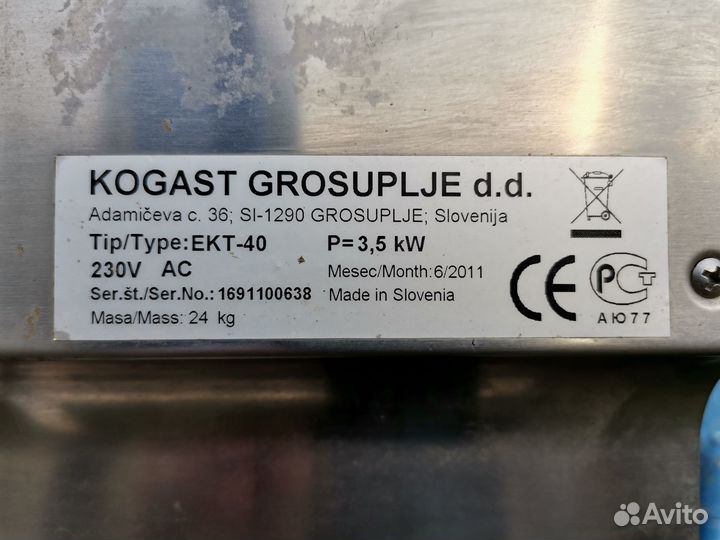 KOGAST GROSUPLJE d.d.
Adamičeva c. 36; SI-1290 GROSUPLJE; Slovenija
Tip/Type: EKT-40 P= 3,5 kW
230V AC Mesec/Month: 6/2011
Ser.št./Ser.No.: 1691100638 Made in Slovenia
Masa/Mass: 24 kg
CE
РСТ
АЮ77
Avito